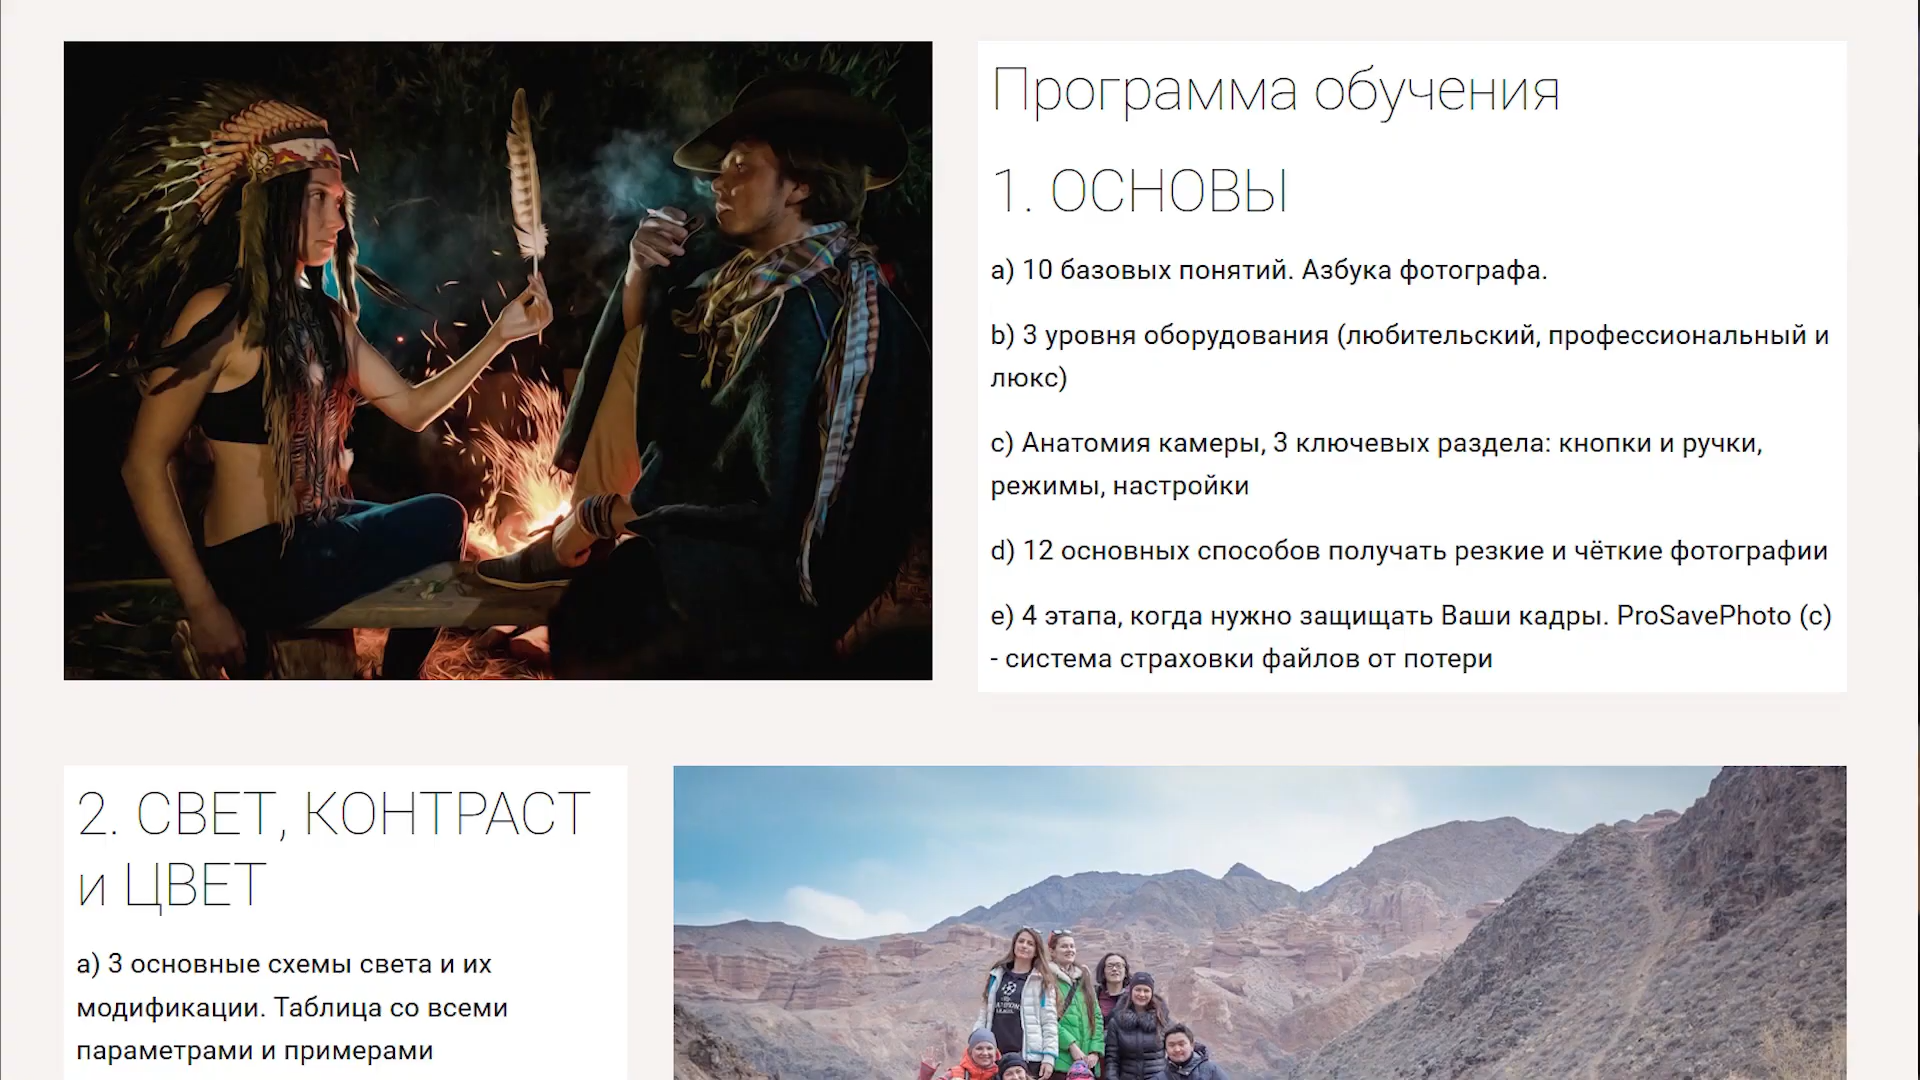 Программа обучения
1. ОСНОВЫ
a) 10 базовых понятий. Азбука фотографа.
b) 3 уровня оборудования (любительский, профессиональный и
люкс)
c) Анатомия камеры, 3 ключевых раздела: кнопки и ручки,
режимы, настройки
d) 12 основных способов получать резкие и чёткие фотографии
e) 4 этапа, когда нужно защищать Ваши кадры. ProSavePhoto (c)
- система страховки файлов от потери
2. СВЕТ, КОНТРАСТ
и ЦВЕТ
a) 3 основные схемы света и их
модификации. Таблица со всеми
параметрами и примерами